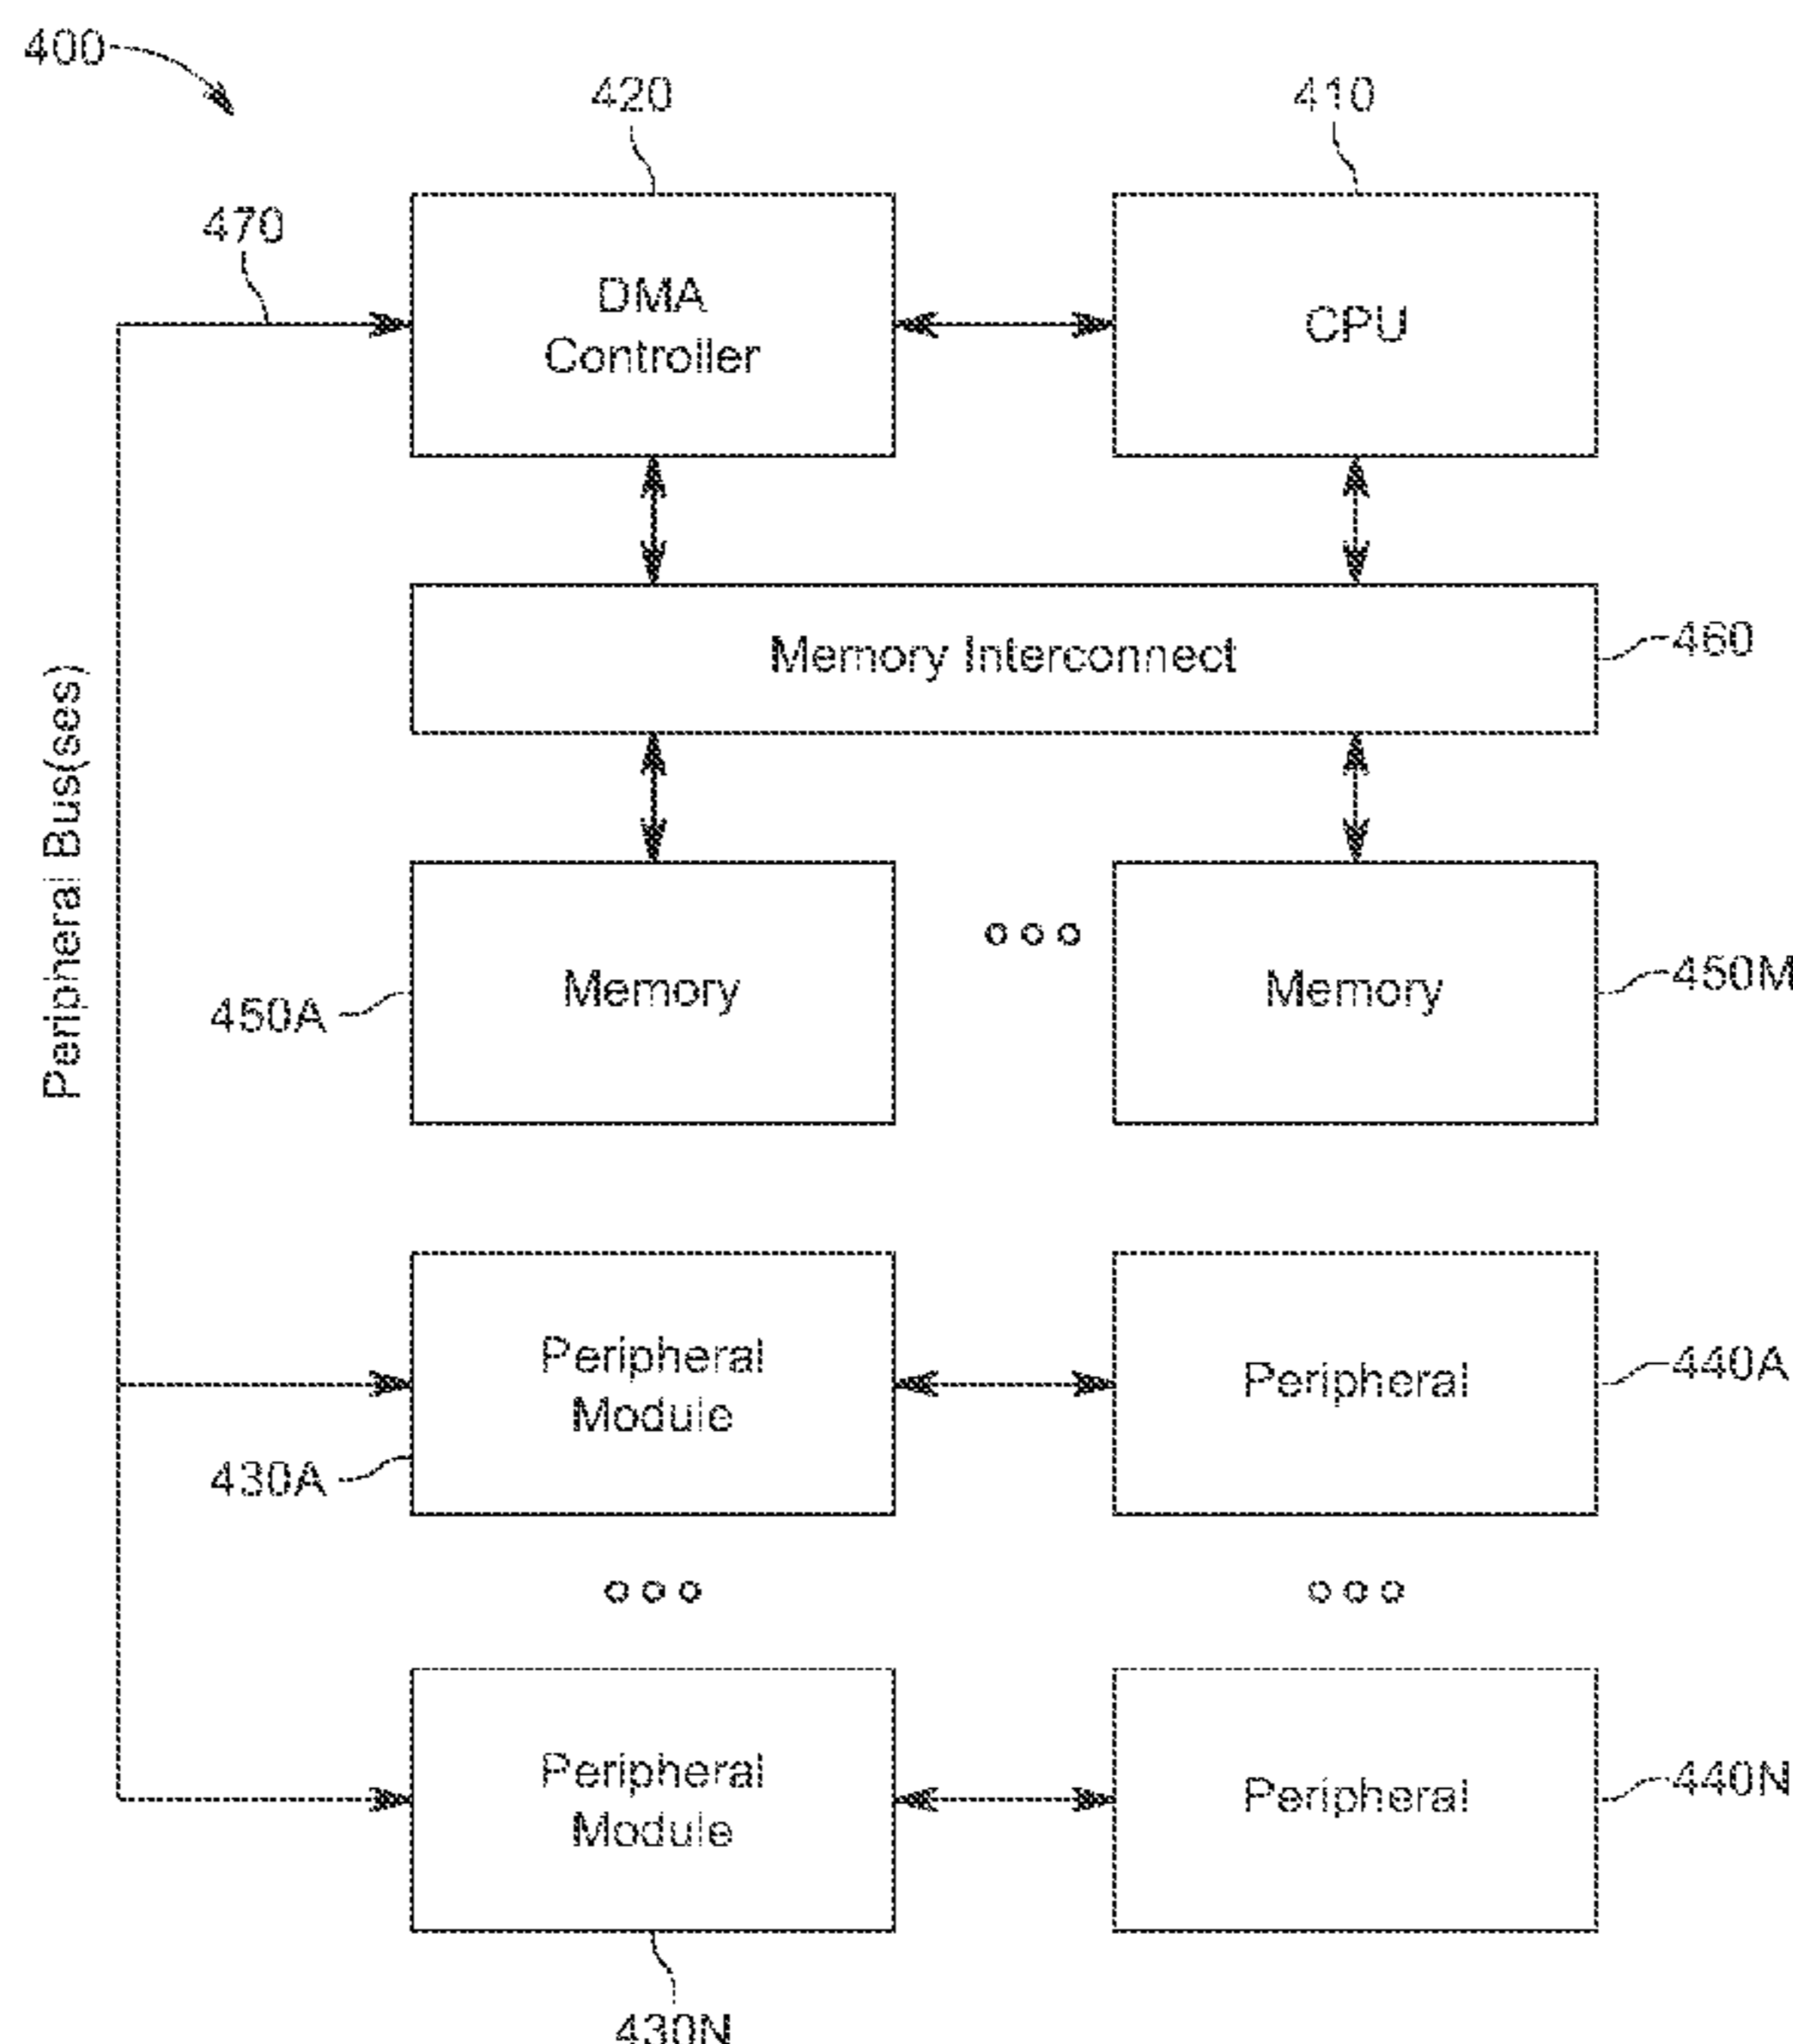 400
420
410
470
DMA
Controller
CPU
Memory Interconnect
460
Peripheral Bus(ses)
Memory
Memory
450A
450M
Peripheral
Module
Peripheral
440A
430A
Peripheral
Module
Peripheral
440N
430N